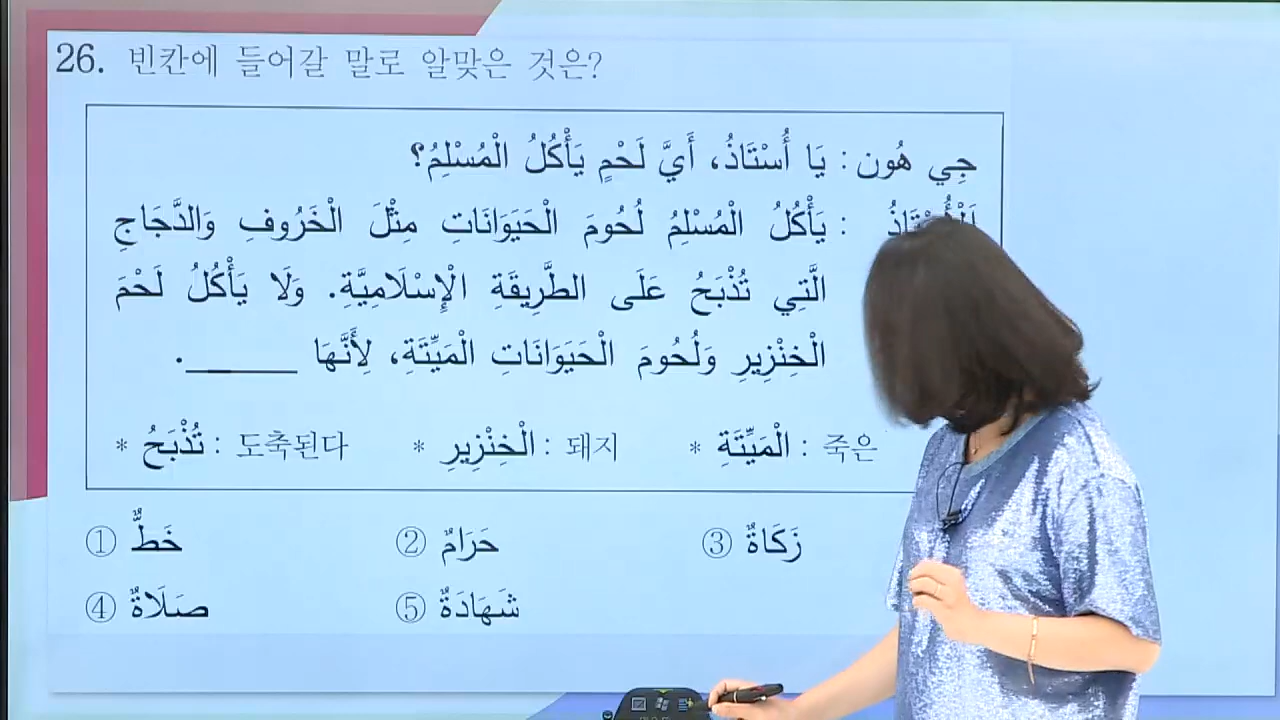 26. 빈칸에 들어갈 말로 알맞은 것은?
جِي هُون : يَا أُسْتَاذُ، أَيَّ لَحْمٍ يَأْكُلُ الْمُسْلِمُ؟
: يَأْكُلُ الْمُسْلِمُ لُحُومَ الْحَيَوَانَاتِ مِثْلَ الْخَرُوفِ وَالدَّجَاجِ
الَّتِي تُذْبَحُ عَلَى الطَّرِيقَةِ الْإِسْلَامِيَّةِ. وَلَا يَأْكُلُ لَحْمَ
الْخِنْزِيرِ وَلُحُومَ الْحَيَوَانَاتِ الْمَيِّتَةِ، لِأَنَّهَا ______.
* تُذْبَحُ : 도축된다 * الْخِنْزِيرِ : 돼지 * الْمَيِّتَةِ : 죽은
① خَطٌّ ② حَرَامٌ ③ زَكَاةٌ
④ صَلَاةٌ ⑤ شَهَادَةٌ